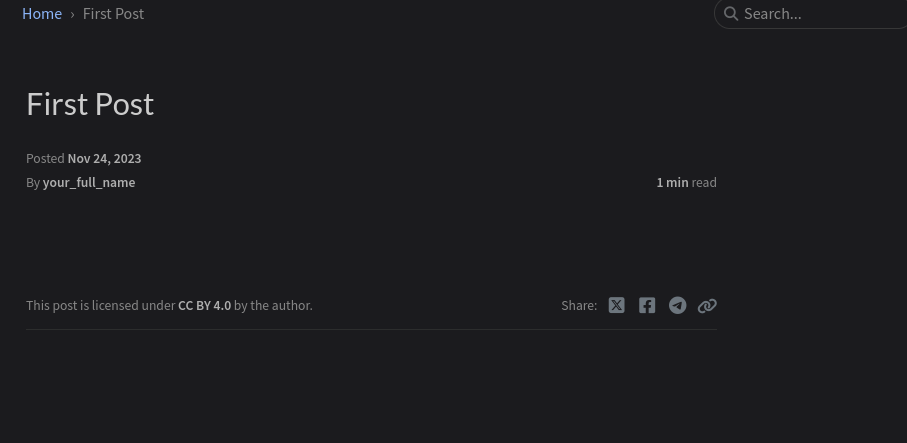 Home › First Post
Search...
First Post
Posted Nov 24, 2023
By your_full_name
1 min read
This post is licensed under CC BY 4.0 by the author.
Share: